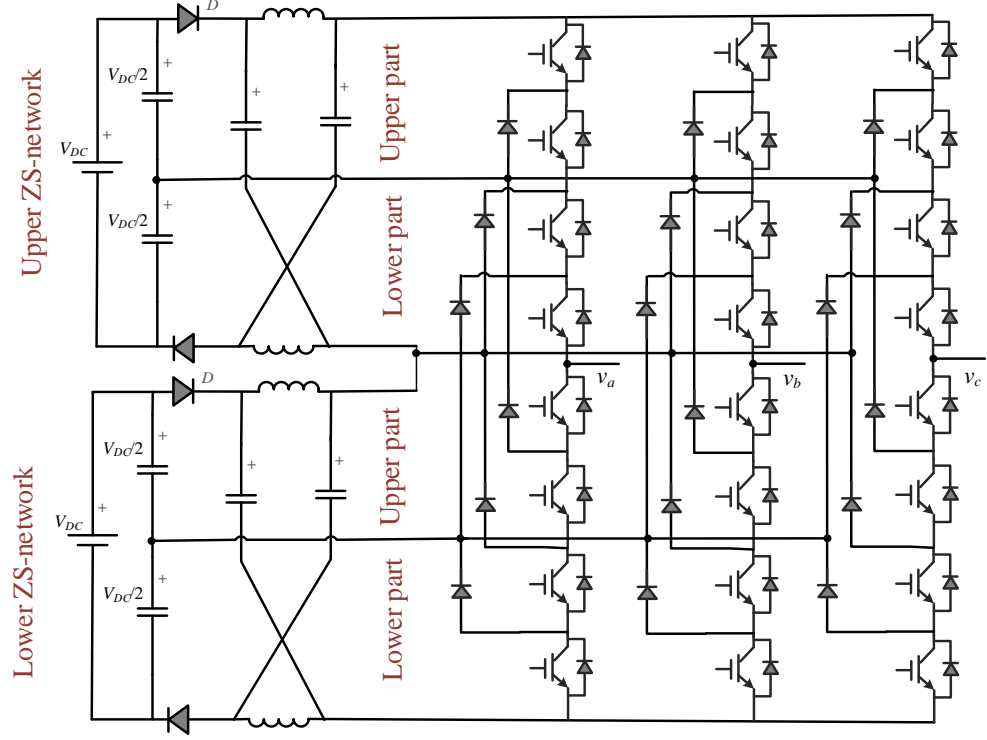 D
+
V_DC/2
+
+
Upper part
Upper ZS-network
+
V_DC
+
V_DC/2
Lower part
D
v_a
v_b
v_c
+
V_DC/2
+
+
Upper part
Lower ZS-network
+
V_DC
+
V_DC/2
Lower part